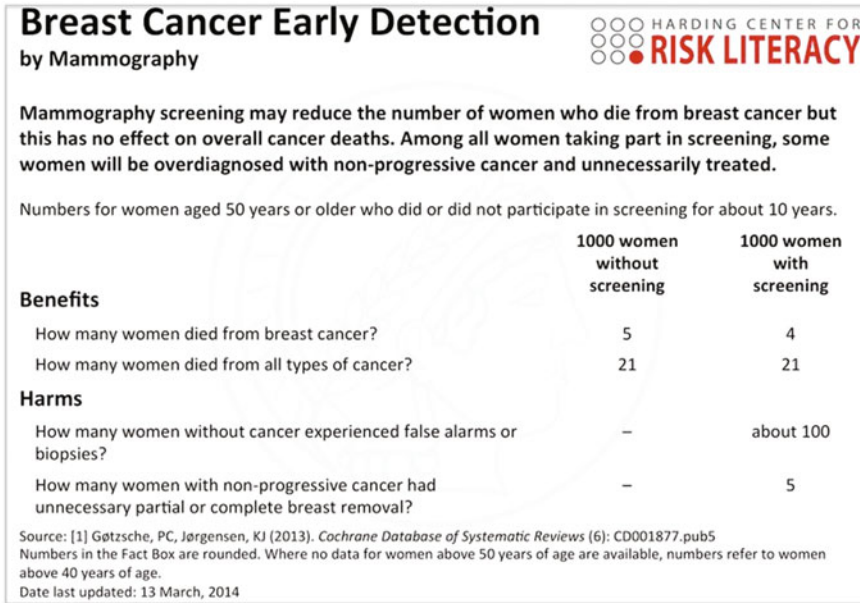 Breast Cancer Early Detection
by Mammography
HARDING CENTER FOR
RISK LITERACY
Mammography screening may reduce the number of women who die from breast cancer but
this has no effect on overall cancer deaths. Among all women taking part in screening, some
women will be overdiagnosed with non-progressive cancer and unnecessarily treated.
Numbers for women aged 50 years or older who did or did not participate in screening for about 10 years.
1000 women without screening
1000 women with screening
Benefits
How many women died from breast cancer? 5 4
How many women died from all types of cancer? 21 21
Harms
How many women without cancer experienced false alarms or
biopsies? – about 100
How many women with non-progressive cancer had
unnecessary partial or complete breast removal? – 5
Source: [1] Gøtzsche, PC, Jørgensen, KJ (2013). Cochrane Database of Systematic Reviews (6): CD001877.pub5
Numbers in the Fact Box are rounded. Where no data for women above 50 years of age are available, numbers refer to women
above 40 years of age.
Date last updated: 13 March, 2014